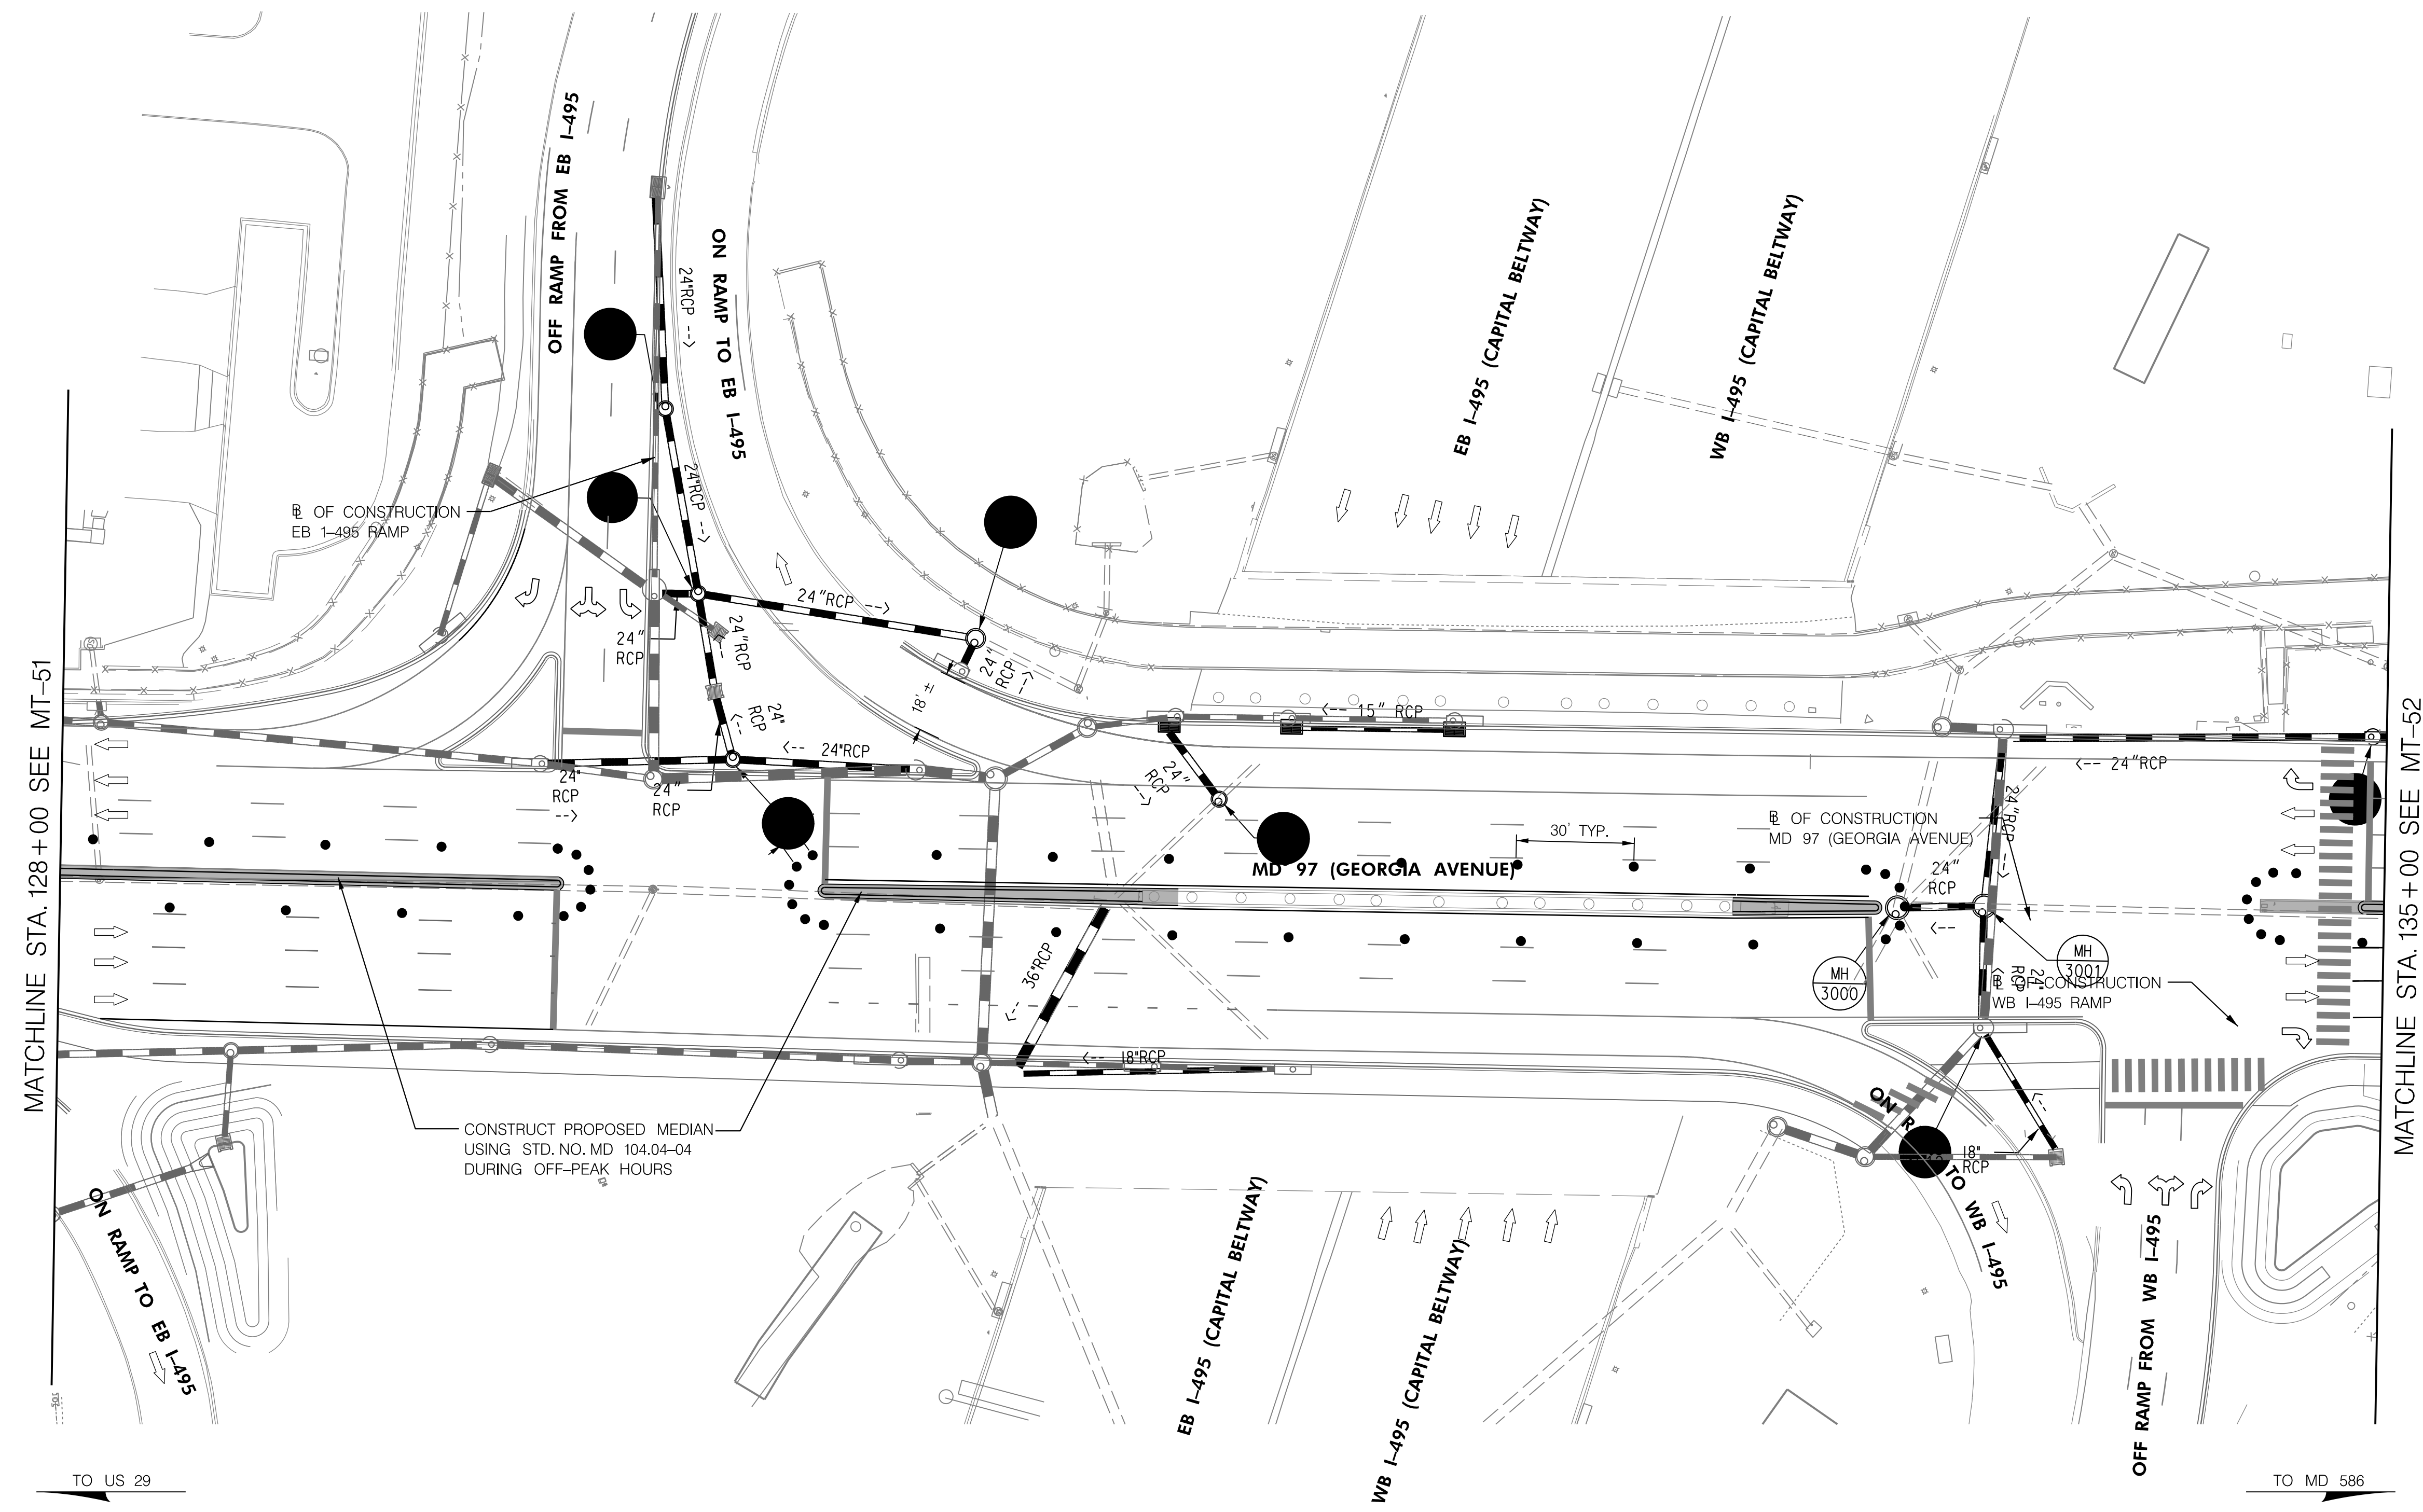 OFF RAMP FROM EB I-495
ON RAMP TO EB I-495
EB I-495 (CAPITAL BELTWAY)
WB I-495 (CAPITAL BELTWAY)
24"RCP -->
24"RCP -->
℄ OF CONSTRUCTION
EB 1-495 RAMP
24"RCP -->
24"
RCP
24"RCP
-->
24"
RCP
-->
18' ±
24"
RCP
-->
<-- 24"RCP
24"
RCP
-->
24"
RCP
<-- 15" RCP
24"
RCP
-->
30' TYP.
MD 97 (GEORGIA AVENUE)
℄ OF CONSTRUCTION
MD 97 (GEORGIA AVENUE)
24"RCP -->
<-- 24"RCP
24"
RCP
<--
MH
3000
MH
3001
24"
RCP
<--
℄ OF CONSTRUCTION
WB I-495 RAMP
MATCHLINE STA. 128+00 SEE MT-51
MATCHLINE STA. 135+00 SEE MT-52
<-- 36"RCP
<-- 18"RCP
CONSTRUCT PROPOSED MEDIAN
USING STD. NO. MD 104.04-04
DURING OFF-PEAK HOURS
ON RAMP TO EB I-495
EB I-495 (CAPITAL BELTWAY)
WB I-495 (CAPITAL BELTWAY)
ON R TO WB I-495
18"
RCP
<--
OFF RAMP FROM WB I-495
TO US 29
TO MD 586